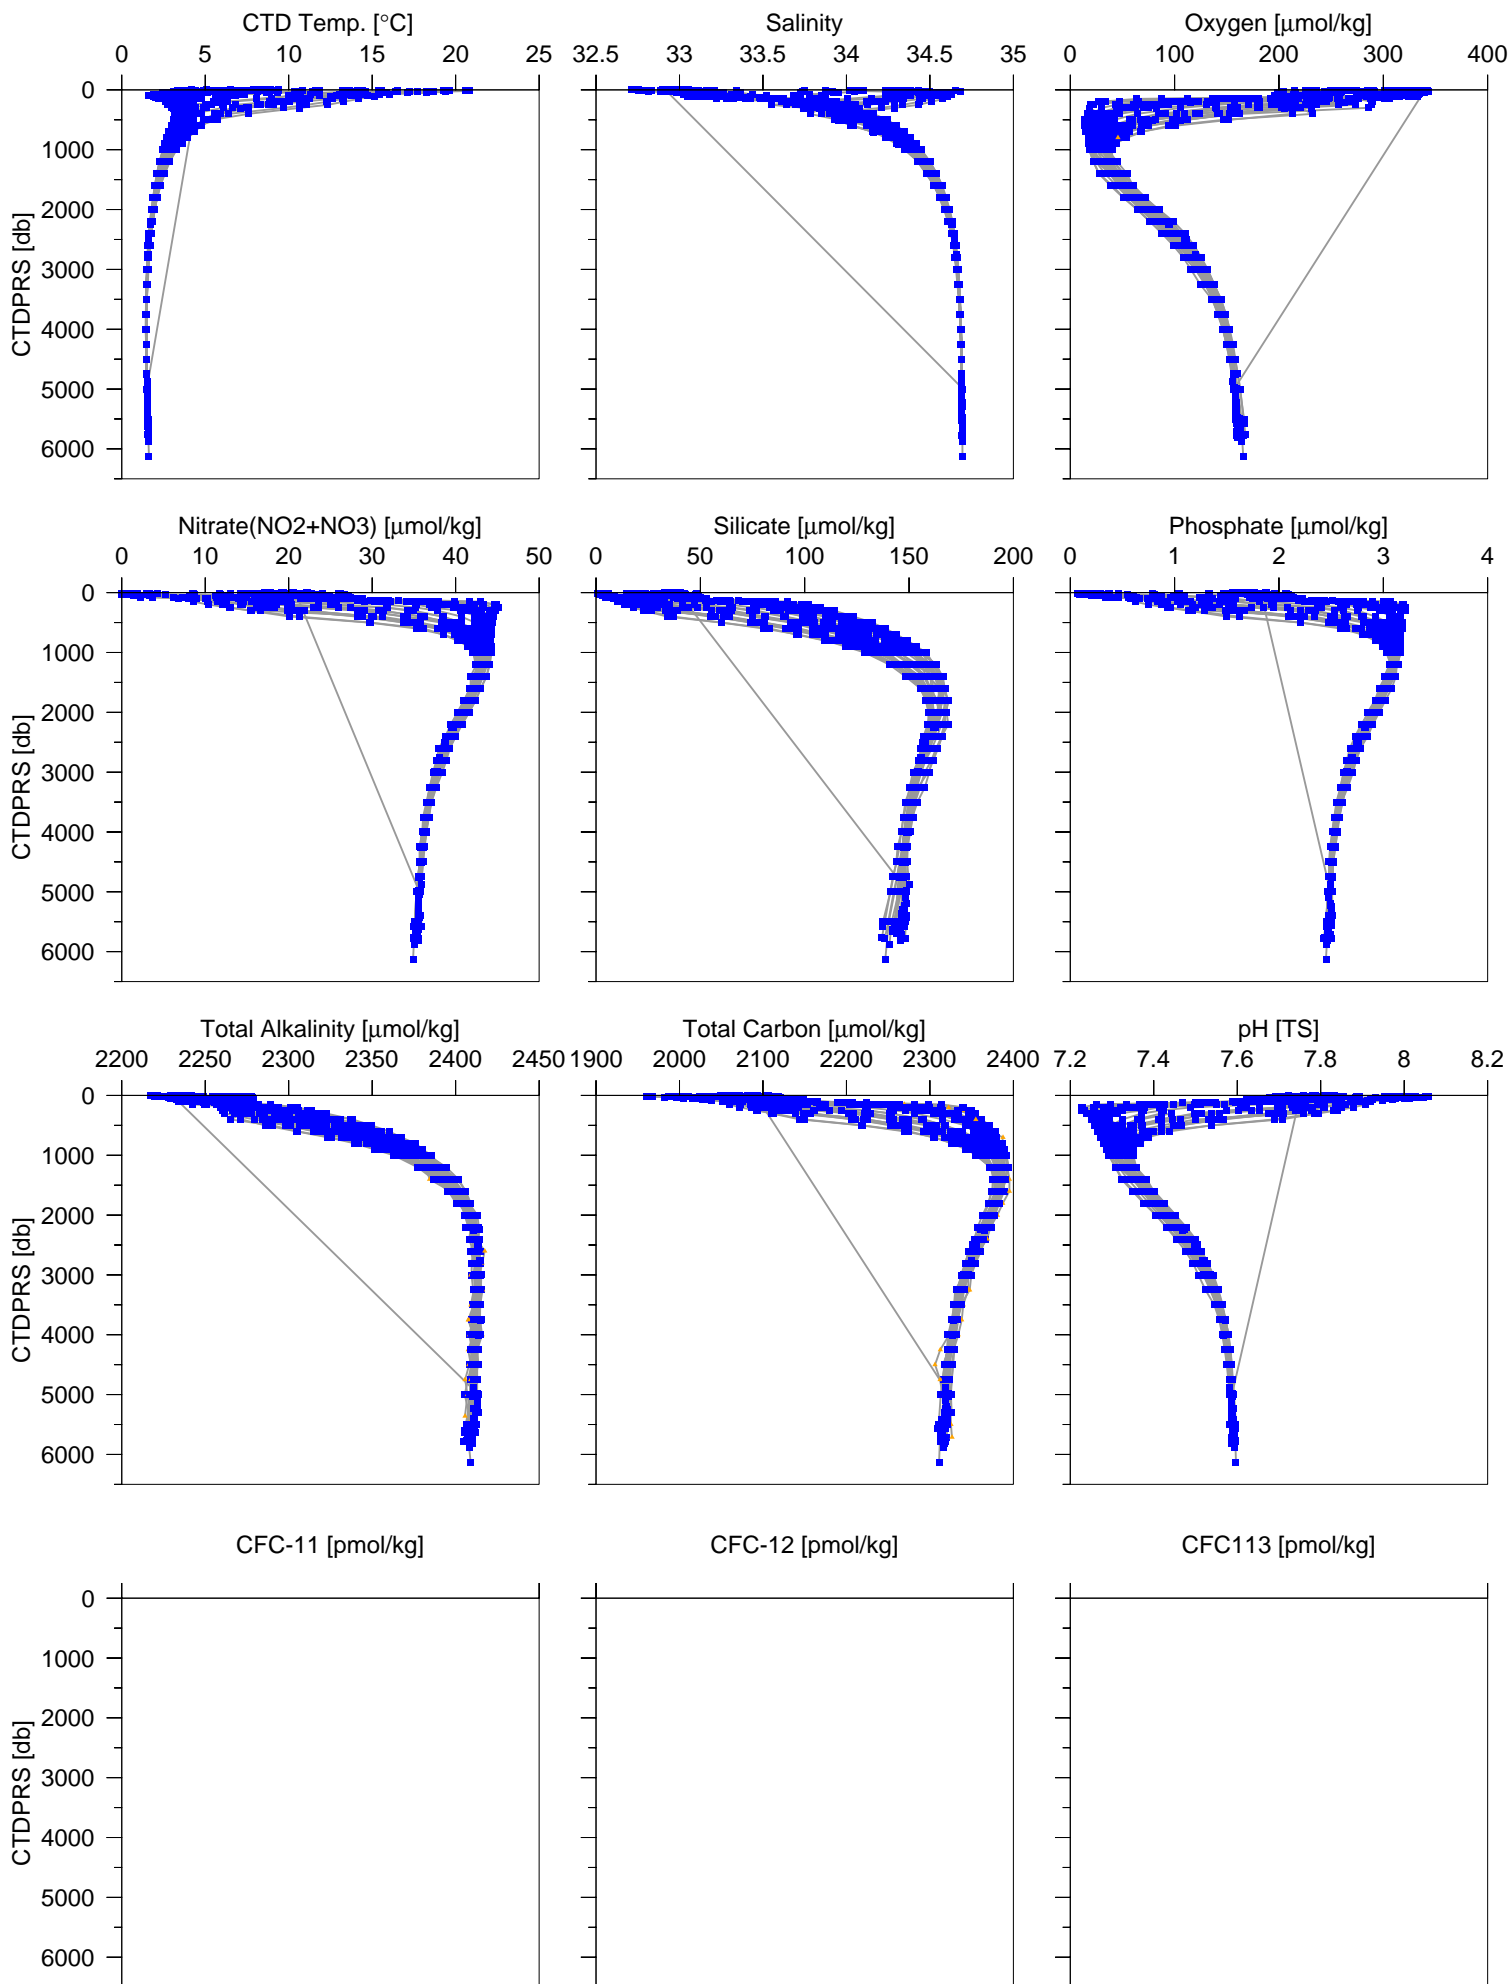 CTD Temp. [°C] Salinity Oxygen [μmol/kg]
0 5 10 15 20 25 32.5 33 33.5 34 34.5 35 0 100 200 300 400
0
1000
2000
3000
4000
5000
6000
CTDPRS [db]
Nitrate(NO2+NO3) [μmol/kg] Silicate [μmol/kg] Phosphate [μmol/kg]
0 10 20 30 40 50 0 50 100 150 200 0 1 2 3 4
0
1000
2000
3000
4000
5000
6000
CTDPRS [db]
Total Alkalinity [μmol/kg] Total Carbon [μmol/kg] pH [TS]
2200 2250 2300 2350 2400 2450 1900 2000 2100 2200 2300 2400 7.2 7.4 7.6 7.8 8 8.2
0
1000
2000
3000
4000
5000
6000
CTDPRS [db]
CFC-11 [pmol/kg] CFC-12 [pmol/kg] CFC113 [pmol/kg]
0
1000
2000
3000
4000
5000
6000
CTDPRS [db]